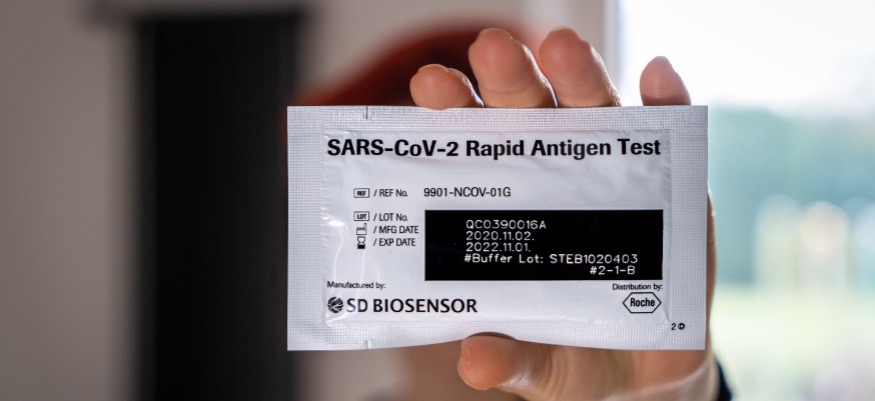 SARS-CoV-2 Rapid Antigen Test
REF / REF No. 9901-NCOV-01G
LOT / LOT No. QC0390016A
/ MFG DATE 2020.11.02.
/ EXP DATE 2022.11.01.
#Buffer Lot: STEB1020403
#2-1-B
Manufactured by:
SD BIOSENSOR
Distribution by:
Roche
2